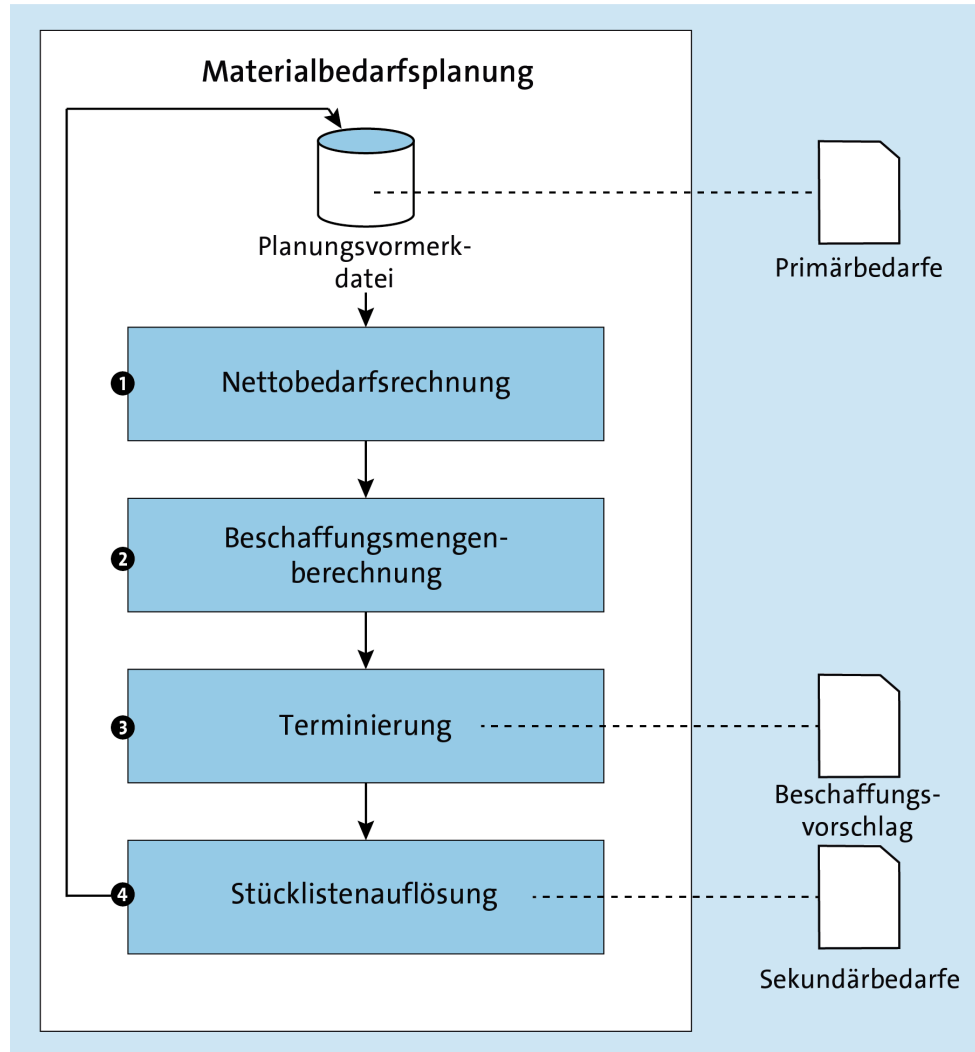 Materialbedarfsplanung
Planungsvormerk-
datei
Primärbedarfe
1
Nettobedarfsrechnung
2
Beschaffungsmengen-
berechnung
3
Terminierung
Beschaffungs-
vorschlag
4
Stücklistenauflösung
Sekundärbedarfe